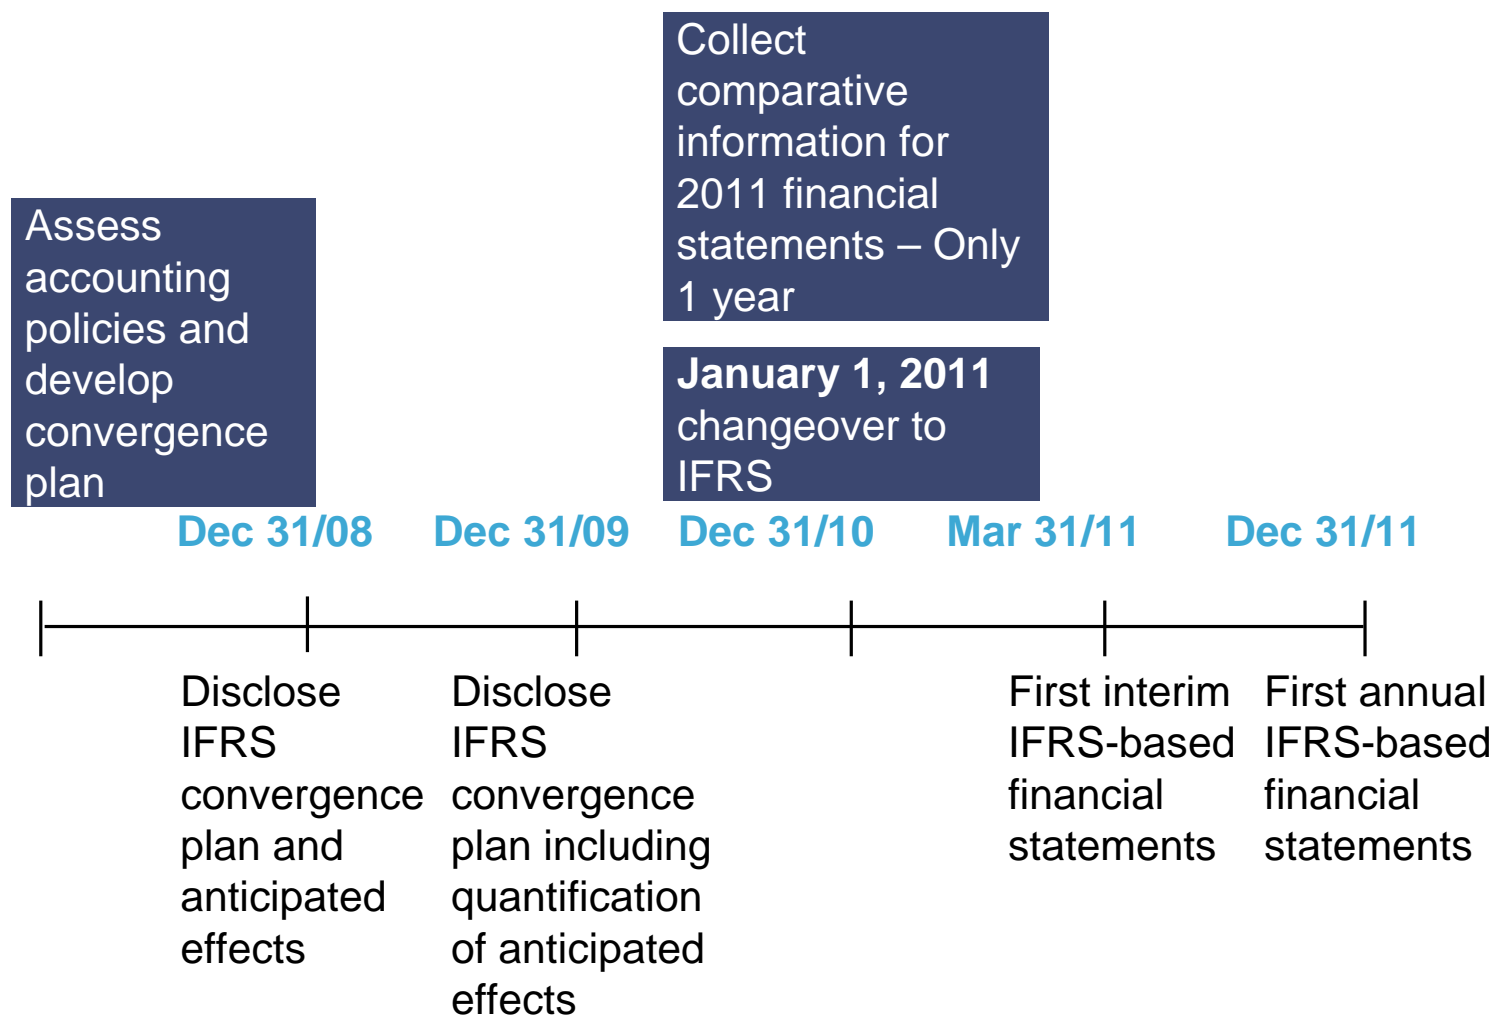 Collect
comparative
information for
2011 financial
statements – Only
1 year
Assess
accounting
policies and
develop
convergence
plan
January 1, 2011
changeover to
IFRS
Dec 31/08
Dec 31/09
Dec 31/10
Mar 31/11
Dec 31/11
Disclose
IFRS
convergence
plan and
anticipated
effects
Disclose
IFRS
convergence
plan including
quantification
of anticipated
effects
First interim
IFRS-based
financial
statements
First annual
IFRS-based
financial
statements